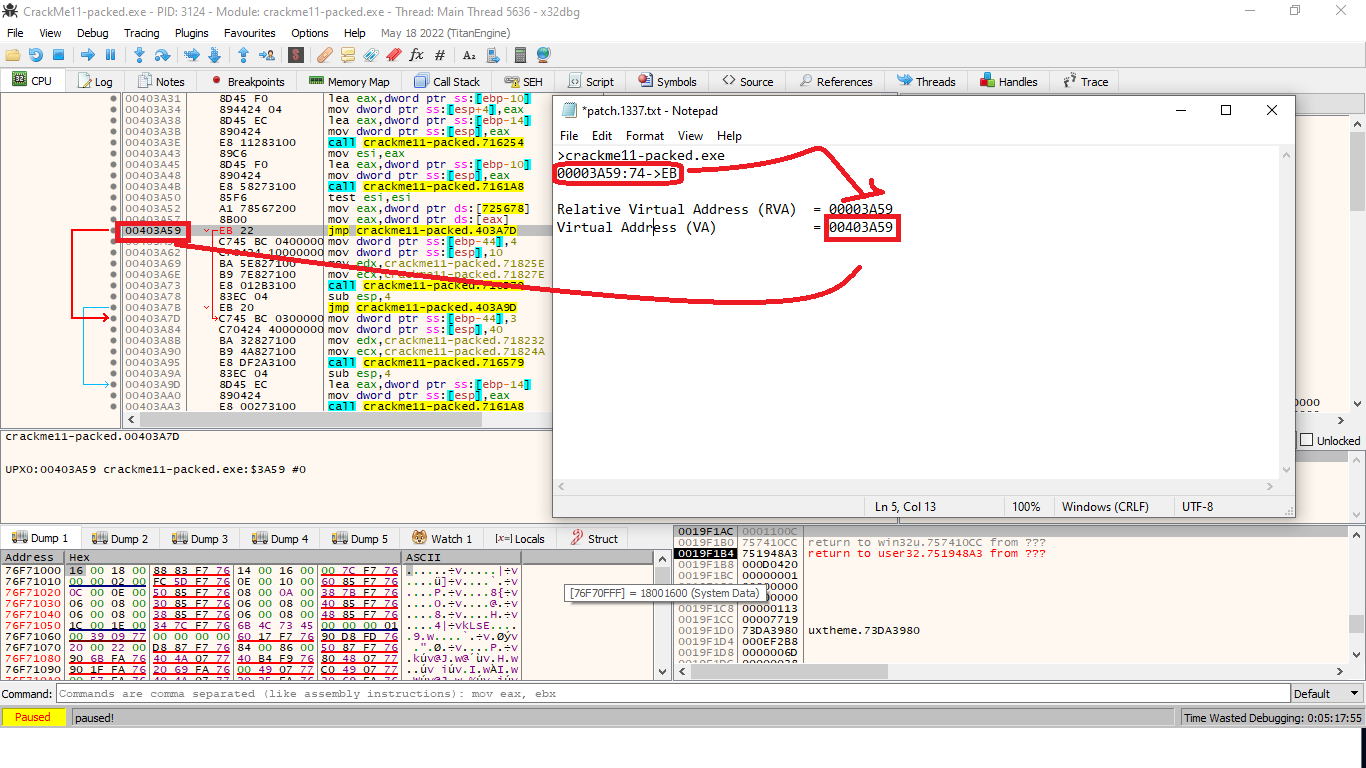 CrackMe11-packed.exe - PID: 3124 - Module: crackme11-packed.exe - Thread: Main Thread 5636 - x32dbg
File View Debug Tracing Plugins Favourites Options Help May 18 2022 (TitanEngine)
CPU Log Notes Breakpoints Memory Map Call Stack SEH Script Symbols Source References Threads Handles Trace
00403A31 8D45 F0 lea eax,dword ptr ss:[ebp-10]
00403A34 894424 04 mov dword ptr ss:[esp+4],eax
00403A38 8D45 EC lea eax,dword ptr ss:[ebp-14]
00403A3B 890424 mov dword ptr ss:[esp],eax
00403A3E E8 11283100 call crackme11-packed.716254
00403A43 89C6 mov esi,eax
00403A45 8D45 F0 lea eax,dword ptr ss:[ebp-10]
00403A48 890424 mov dword ptr ss:[esp],eax
00403A4B E8 58273100 call crackme11-packed.7161A8
00403A50 85F6 test esi,esi
00403A52 A1 78567200 mov eax,dword ptr ds:[725678]
00403A57 8B00 mov eax,dword ptr ds:[eax]
00403A59 EB 22 jmp crackme11-packed.403A7D
C745 BC 0400000 mov dword ptr ss:[ebp-44],4
00403A62 C70424 10000000 mov dword ptr ss:[esp],10
00403A69 BA 5E827100 mov edx,crackme11-packed.71825E
00403A6E B9 7E827100 mov ecx,crackme11-packed.71827E
00403A73 E8 012B3100 call crackme11-packed.716579
00403A78 83EC 04 sub esp,4
00403A7B EB 20 jmp crackme11-packed.403A9D
00403A7D C745 BC 0300000 mov dword ptr ss:[ebp-44],3
00403A84 C70424 40000000 mov dword ptr ss:[esp],40
00403A8B BA 32827100 mov edx,crackme11-packed.718232
00403A90 B9 4A827100 mov ecx,crackme11-packed.71824A
00403A95 E8 DF2A3100 call crackme11-packed.716579
00403A9A 83EC 04 sub esp,4
00403A9D 8D45 EC lea eax,dword ptr ss:[ebp-14]
00403AA0 890424 mov dword ptr ss:[esp],eax
00403AA3 E8 00273100 call crackme11-packed.7161A8
*patch.1337.txt - Notepad
File Edit Format View Help
>crackme11-packed.exe
00003A59:74->EB
Relative Virtual Address (RVA) = 00003A59
Virtual Address (VA) = 00403A59
Ln 5, Col 13 100% Windows (CRLF) UTF-8
Unlocked
crackme11-packed.00403A7D
UPX0:00403A59 crackme11-packed.exe:$3A59 #0
Dump 1 Dump 2 Dump 3 Dump 4 Dump 5 Watch 1 Locals Struct
Address Hex ASCII
76F71000 16 00 18 00 88 83 F7 76 14 00 16 00 00 7C F7 76
76F71010 00 00 02 00 FC 5D F7 76 0E 00 10 00 60 85 F7 76
76F71020 0C 00 0E 00 50 85 F7 76 08 00 0A 00 38 7B F7 76
76F71030 06 00 08 00 30 85 F7 76 06 00 08 00 40 85 F7 76
76F71040 06 00 08 00 38 85 F7 76 06 00 08 00 48 85 F7 76
76F71050 1C 00 1E 00 34 7C F7 76 6B 4C 73 45 00 00 00 01
76F71060 00 39 09 77 00 00 00 00 60 17 F7 76 90 D8 FD 76
76F71070 20 00 22 00 D8 87 F7 76 84 00 86 00 50 87 F7 76
76F71080 90 6B FA 76 40 4A 07 77 40 B4 F9 76 80 48 07 77
76F71090 90 1F FA 76 20 69 FA 76 00 49 07 77 C0 49 07 77
[76F70FFF] = 18001600 (System Data)
0019F1AC 0001100C
0019F1B0 757410CC return to win32u.757410CC from ???
0019F1B4 751948A3 return to user32.751948A3 from ???
0019F1B8 000D0420
0019F1BC 00000001
0019F1C8 00000113
0019F1CC 00007719
0019F1D0 73DA3980 uxtheme.73DA3980
0019F1D4 000EF2B8
0019F1D8 0000006D
Command: Commands are comma separated (like assembly instructions): mov eax, ebx Default
Paused paused! Time Wasted Debugging: 0:05:17:55